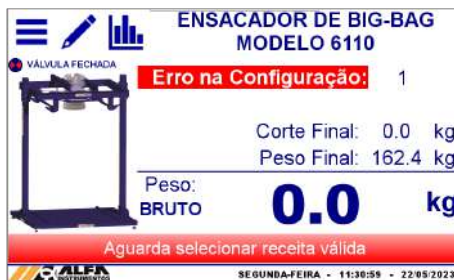 ENSACADOR DE BIG-BAG
MODELO 6110
VÁLVULA FECHADA
Erro na Configuração: 1
Corte Final: 0.0 kg
Peso Final: 162.4 kg
Peso:
BRUTO 0.0 kg
Aguarda selecionar receita válida
ALFA
INSTRUMENTOS
SEGUNDA-FEIRA - 11:30:59 - 22/05/2023